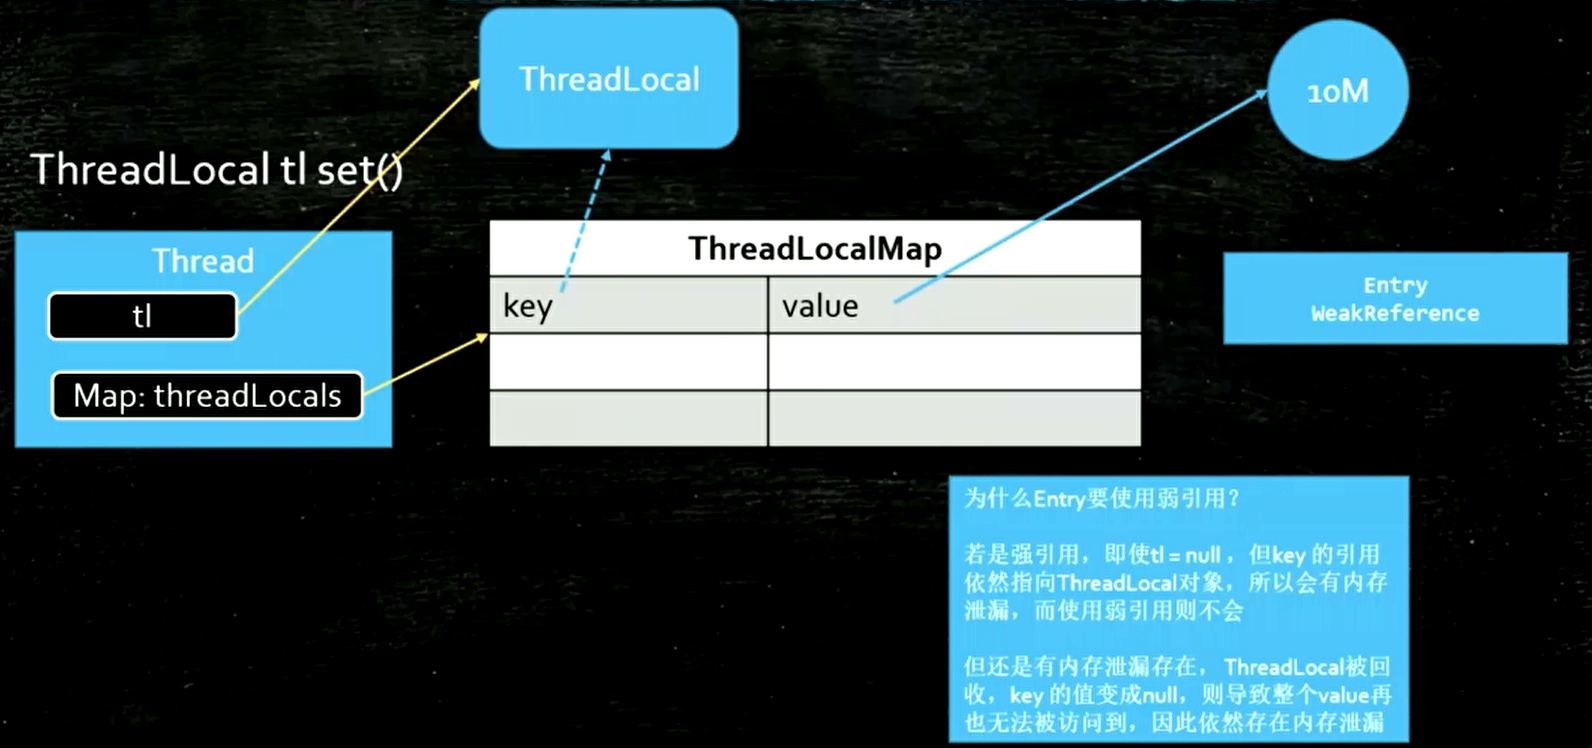 ThreadLocal
10M
ThreadLocal tl set()
Thread
tl
Map: threadLocals
ThreadLocalMap
key
value
Entry
WeakReference
为什么Entry要使用弱引用？
若是强引用，即使tl = null ，但key 的引用
依然指向ThreadLocal对象，所以会有内存
泄漏，而使用弱引用则不会
但还是有内存泄漏存在， ThreadLocal被回
收，key 的值变成null，则导致整个value再
也无法被访问到，因此依然存在内存泄漏